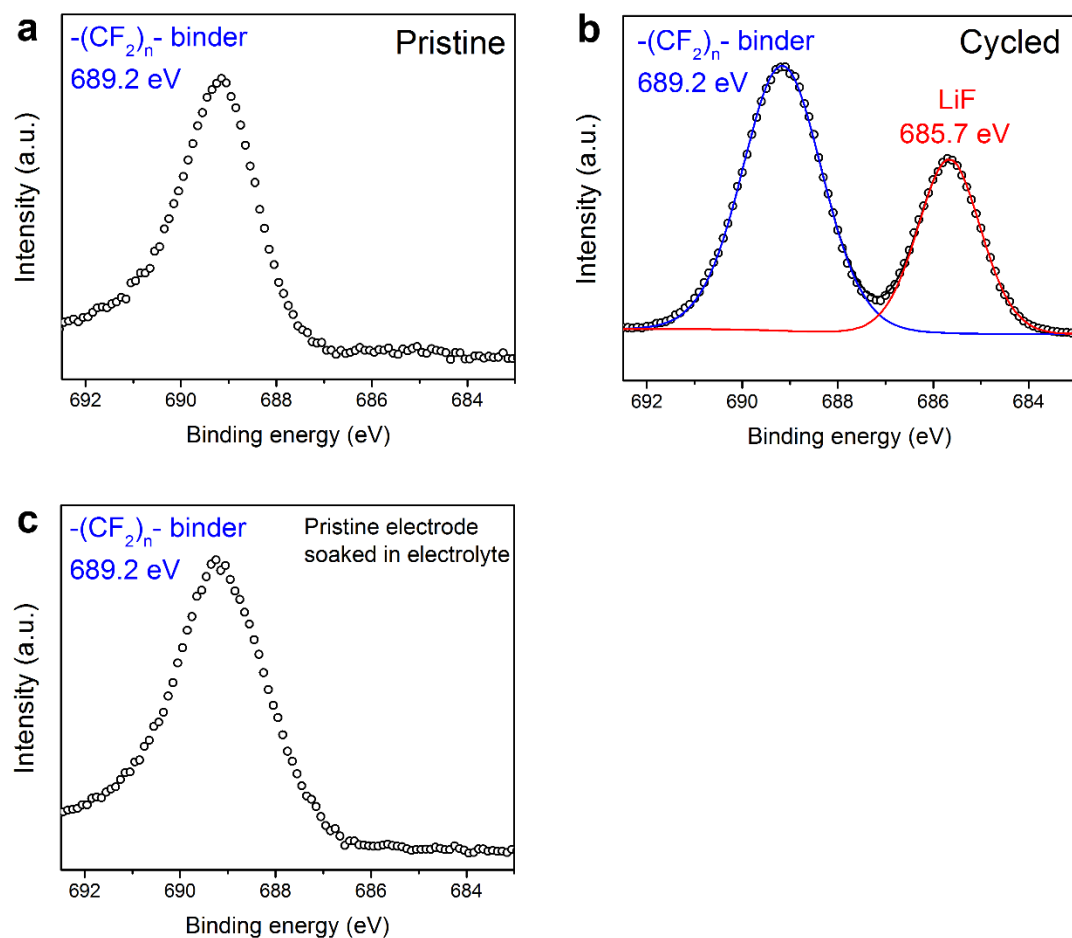 a
-(CF₂)ₙ- binder
689.2 eV
Pristine
Intensity (a.u.)
692 690 688 686 684
Binding energy (eV)
b
-(CF₂)ₙ- binder
689.2 eV
Cycled
LiF
685.7 eV
Intensity (a.u.)
692 690 688 686 684
Binding energy (eV)
c
-(CF₂)ₙ- binder
689.2 eV
Pristine electrode
soaked in electrolyte
Intensity (a.u.)
692 690 688 686 684
Binding energy (eV)